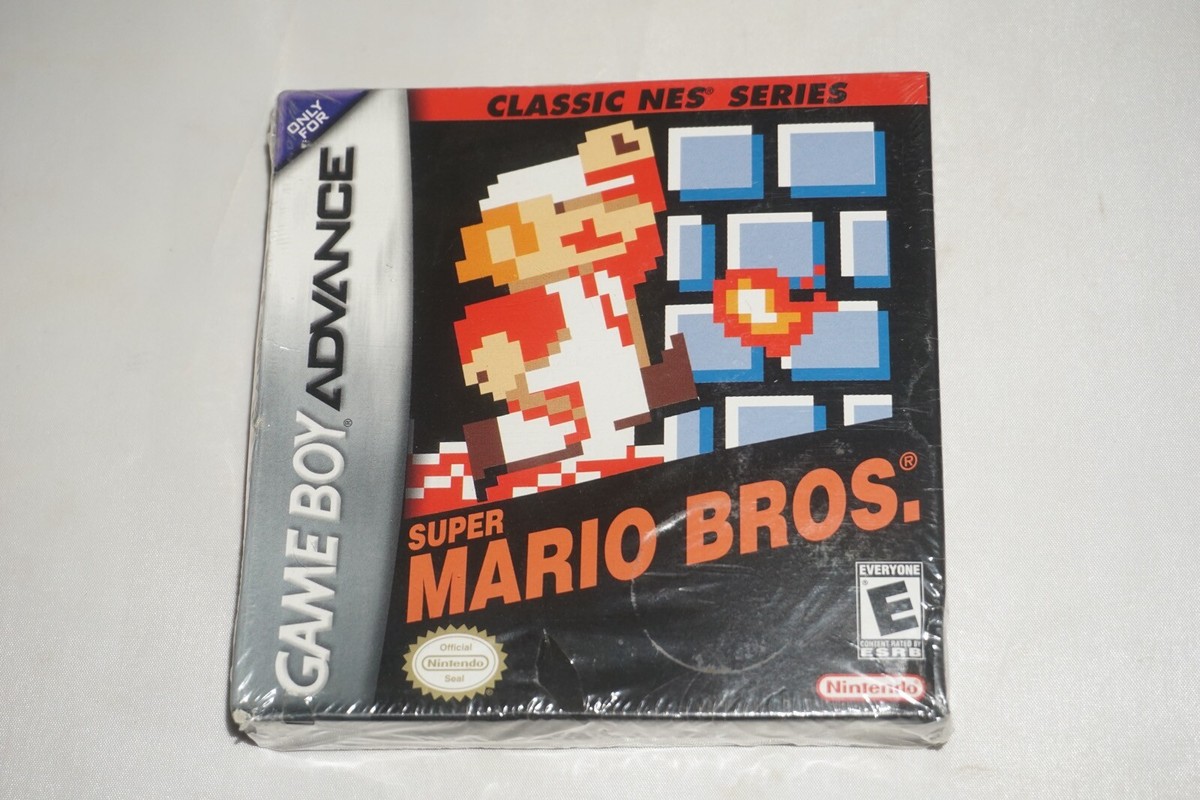 CLASSIC NES® SERIES
ONLY
FOR
GAME BOY® ADVANCE
SUPER
MARIO BROS.®
EVERYONE
E
CONTENT RATED BY
ESRB
Official
Nintendo
Seal
Nintendo